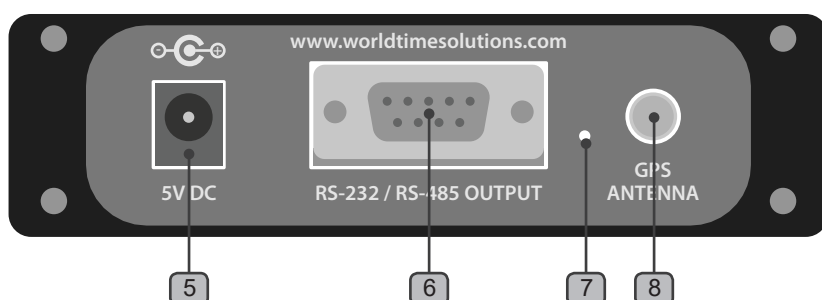 www.worldtimesolutions.com
5V DC
RS-232 / RS-485 OUTPUT
GPS
ANTENNA
5
6
7
8